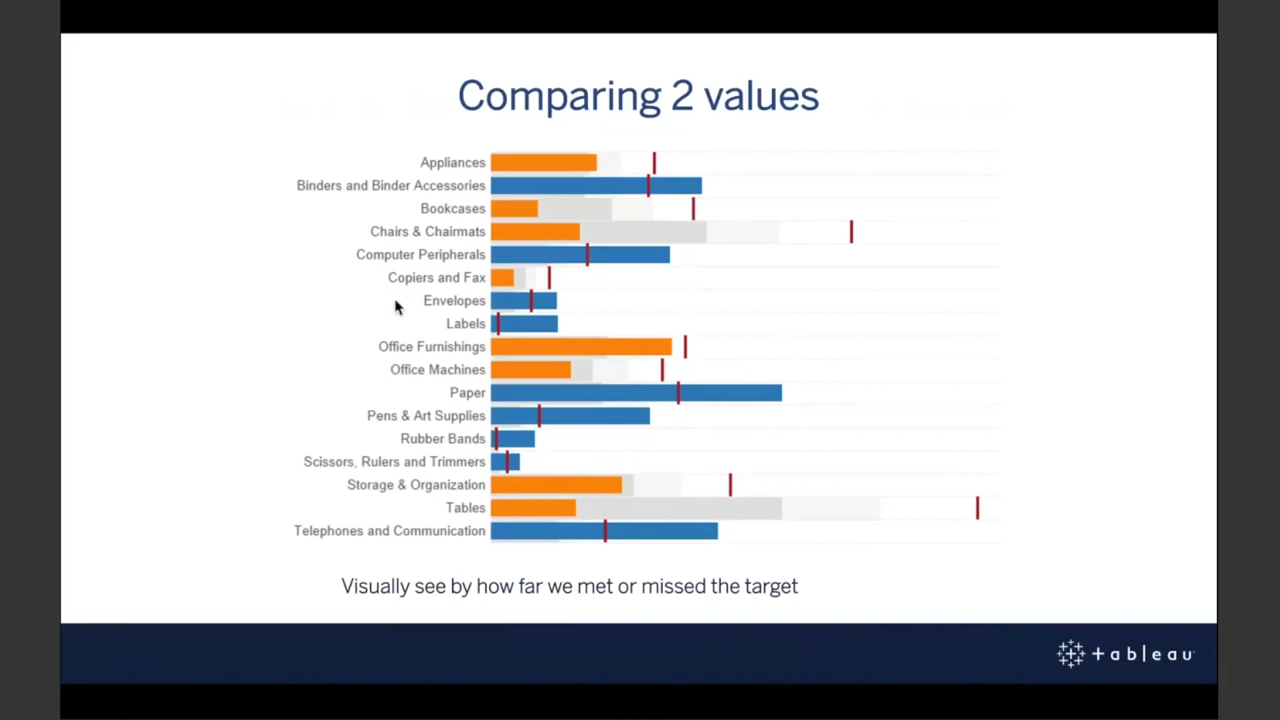 Comparing 2 values
Appliances
Binders and Binder Accessories
Bookcases
Chairs & Chairmats
Computer Peripherals
Copiers and Fax
Envelopes
Labels
Office Furnishings
Office Machines
Paper
Pens & Art Supplies
Rubber Bands
Scissors, Rulers and Trimmers
Storage & Organization
Tables
Telephones and Communication
Visually see by how far we met or missed the target
+ableau